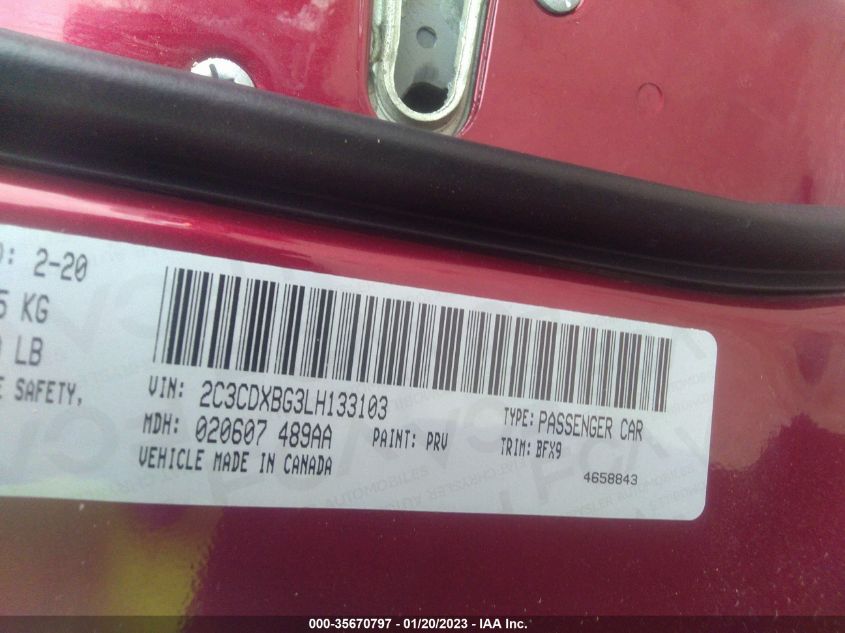 : 2-20
KG
LB
SAFETY,
VIN: 2C3CDXBG3LH133103
TYPE: PASSENGER CAR
MDH: 020607 489AA
PAINT: PRV
TRIM: BFX9
VEHICLE MADE IN CANADA
4658843
000-35670797 - 01/20/2023 - IAA Inc.